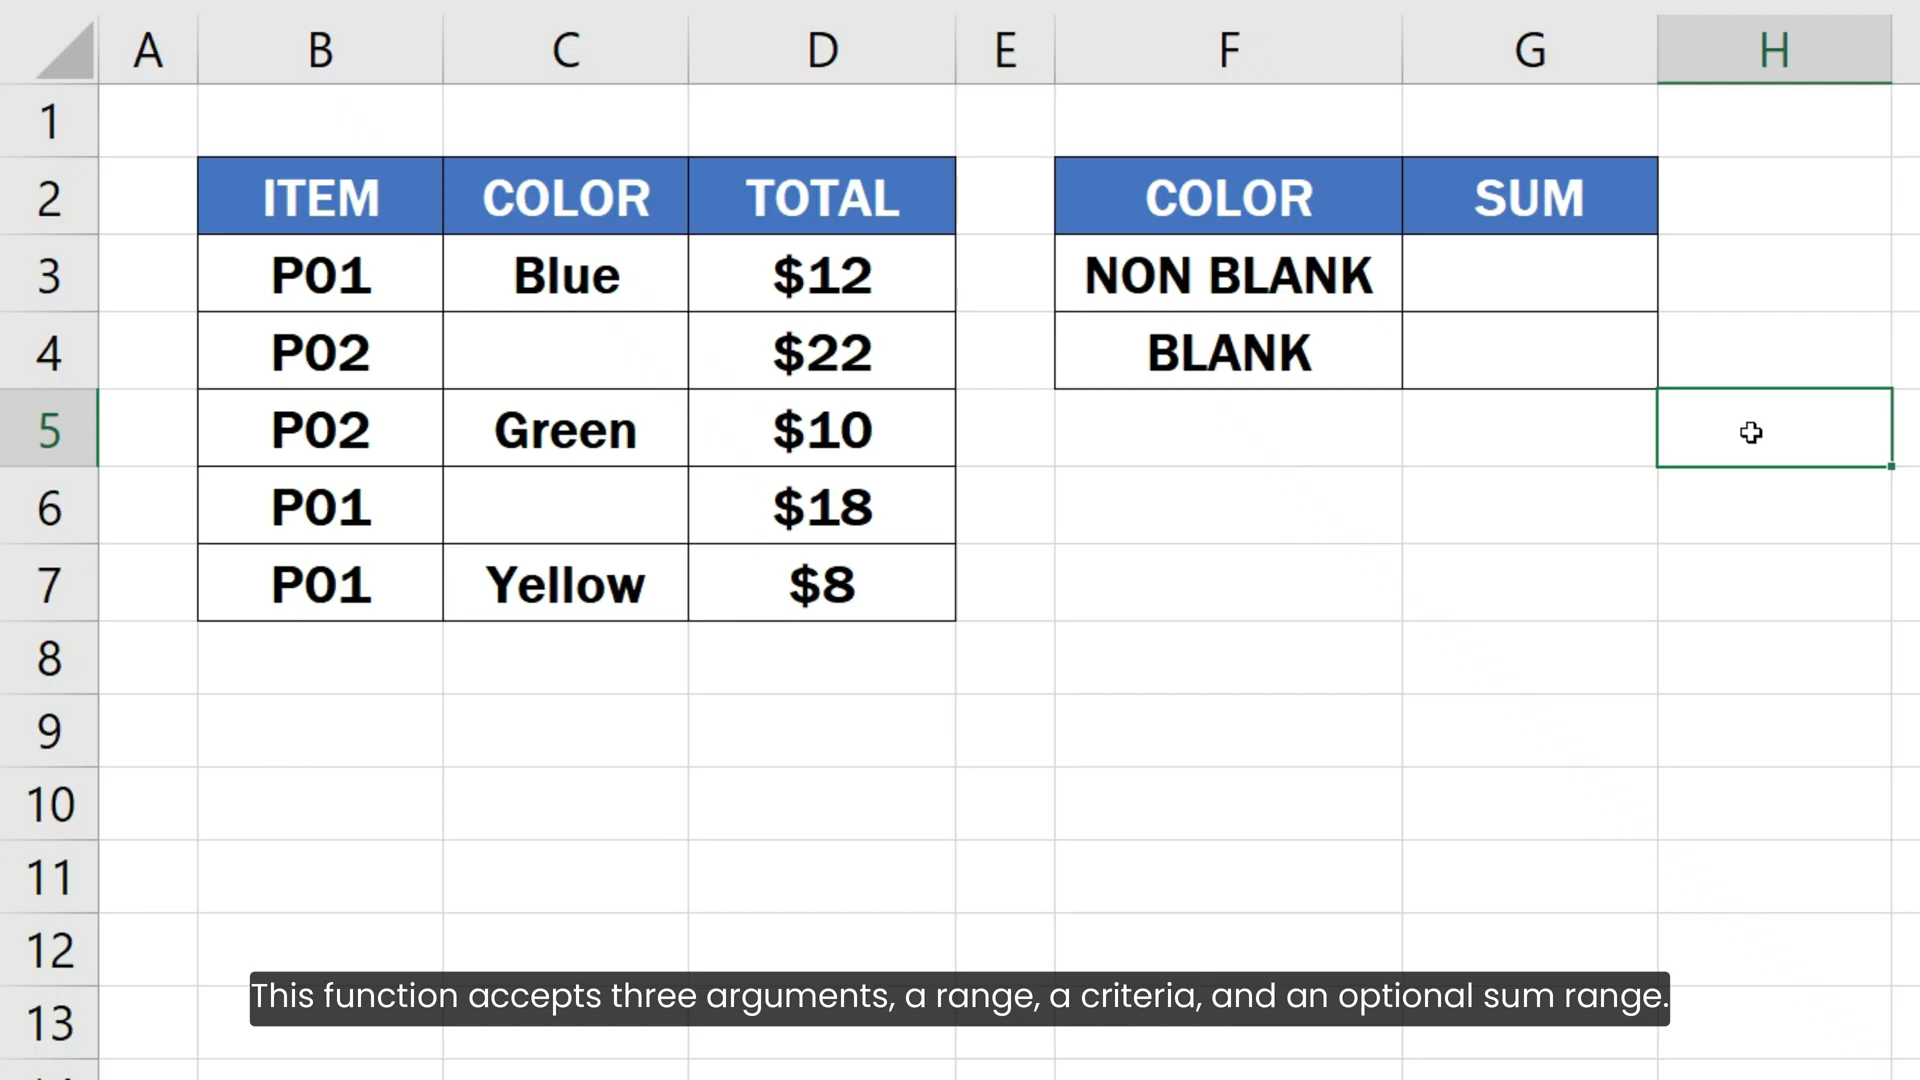 A B C D E F G H
1
2 ITEM COLOR TOTAL COLOR SUM
3 P01 Blue $12 NON BLANK
4 P02 $22 BLANK
5 P02 Green $10
6 P01 $18
7 P01 Yellow $8
8
9
10
11
12
13
This function accepts three arguments, a range, a criteria, and an optional sum range.